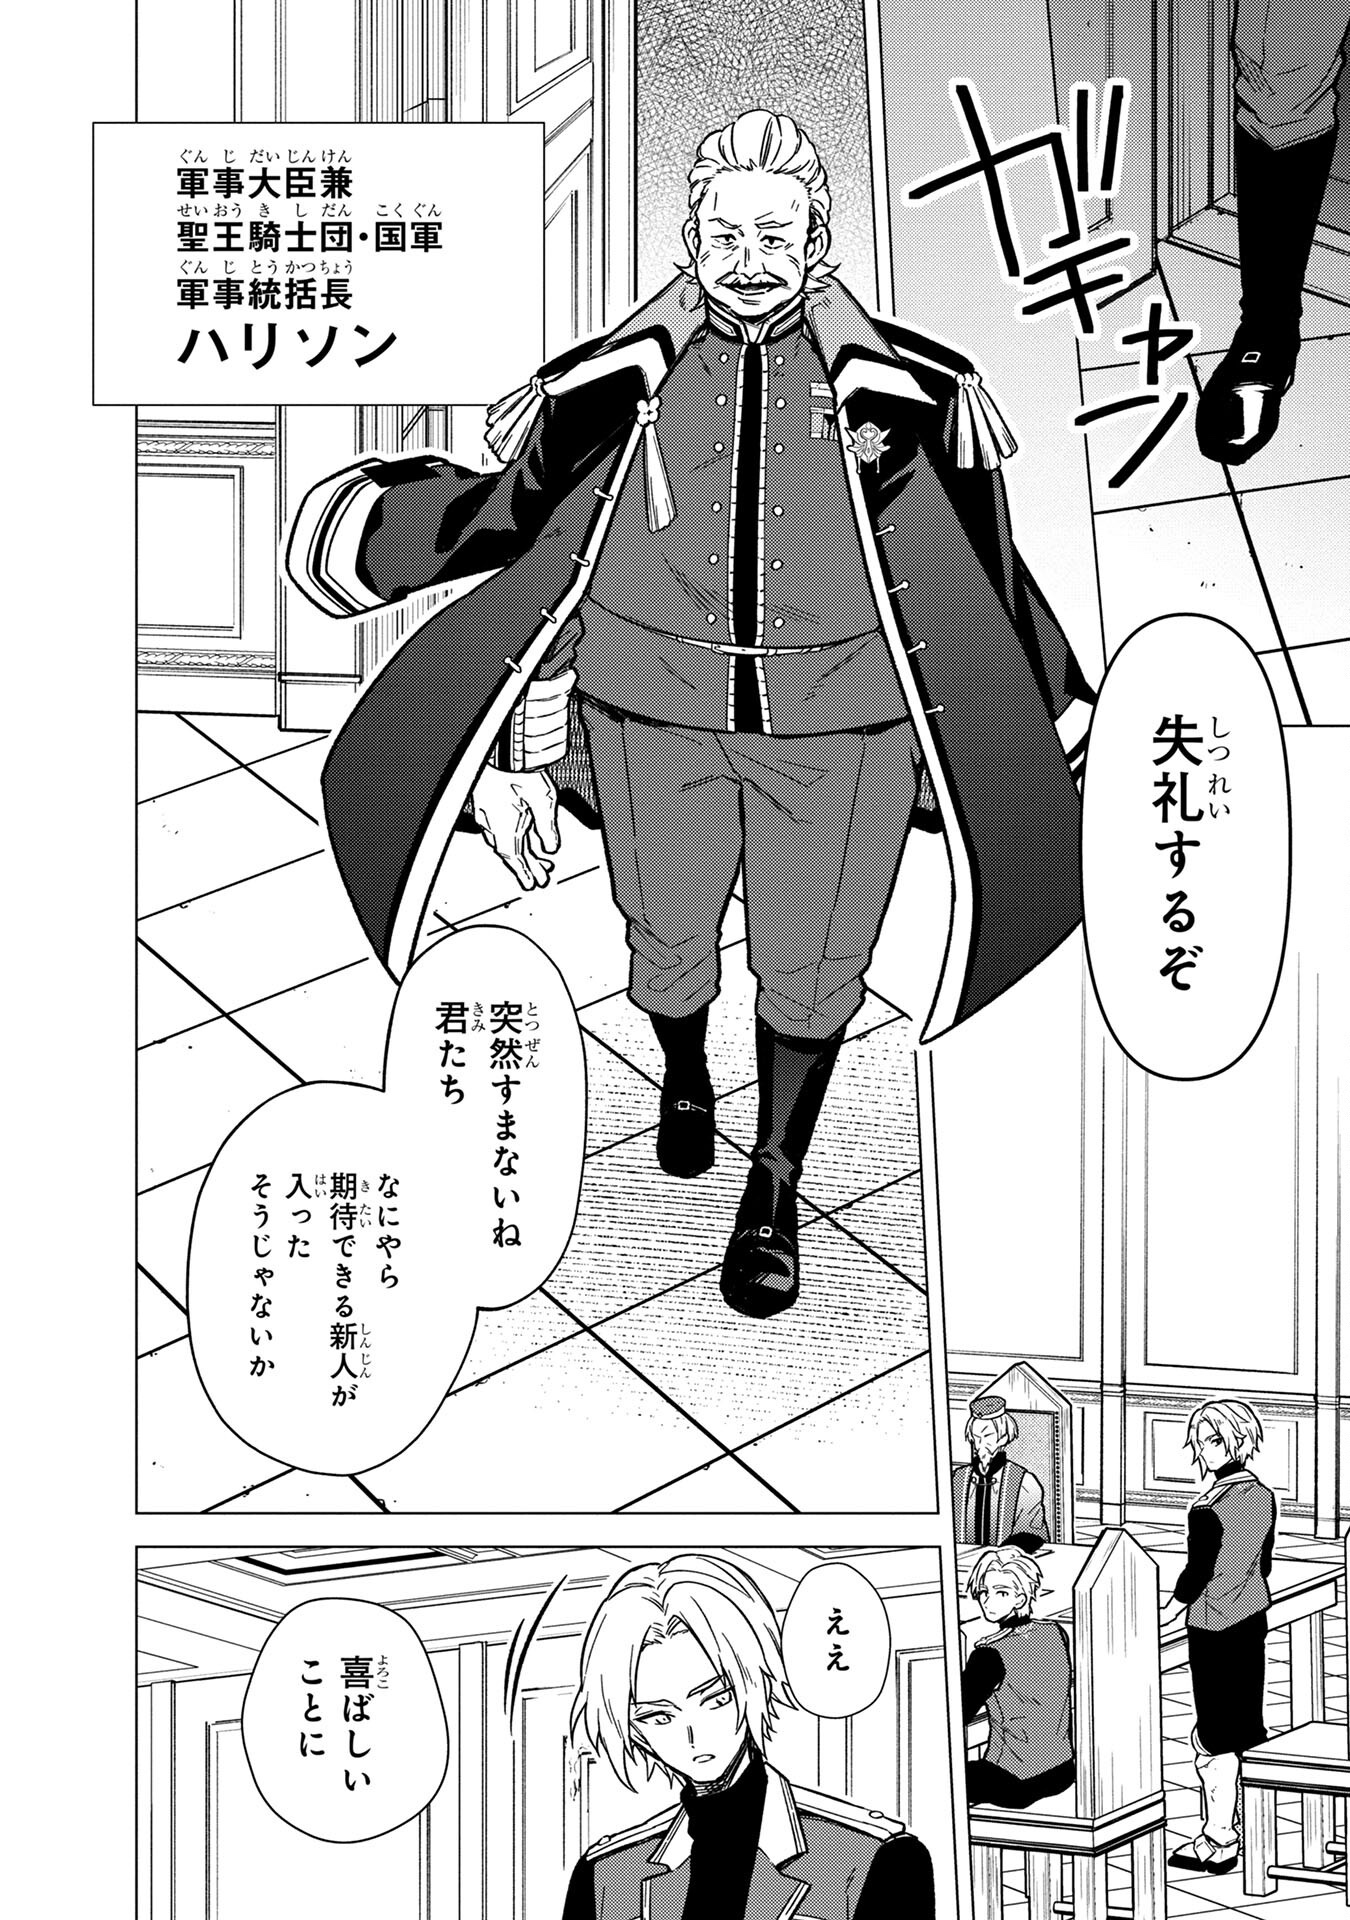 ガチャン
失礼するぞ
軍事大臣兼
聖王騎士団・国軍
軍事統括長
ハリソン
突然すまないね
君たち
なにやら
期待できる新人が
入った
そうじゃないか
ええ
喜ばしい
ことに